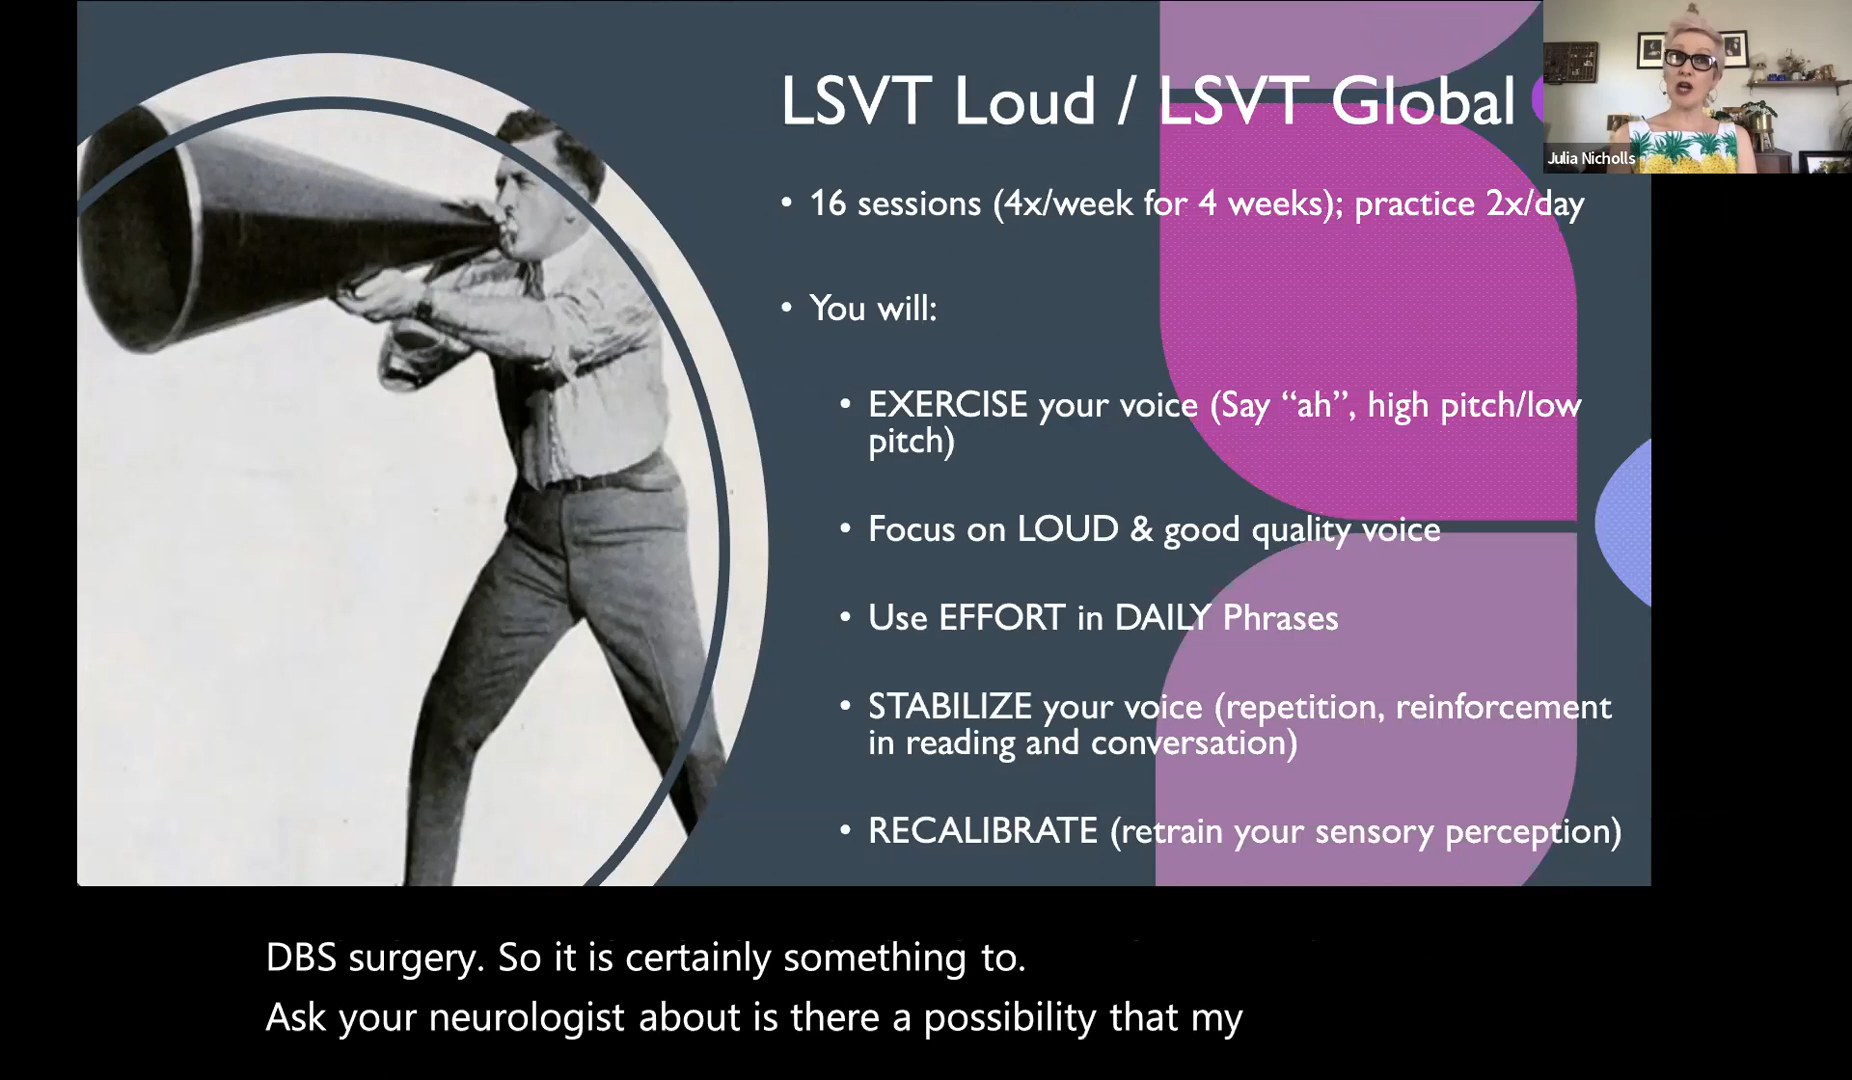 LSVT Loud / LSVT Global
Julia Nicholls
• 16 sessions (4x/week for 4 weeks); practice 2x/day
• You will:
• EXERCISE your voice (Say “ah”, high pitch/low
pitch)
• Focus on LOUD & good quality voice
• Use EFFORT in DAILY Phrases
• STABILIZE your voice (repetition, reinforcement
in reading and conversation)
• RECALIBRATE (retrain your sensory perception)
DBS surgery. So it is certainly something to.
Ask your neurologist about is there a possibility that my